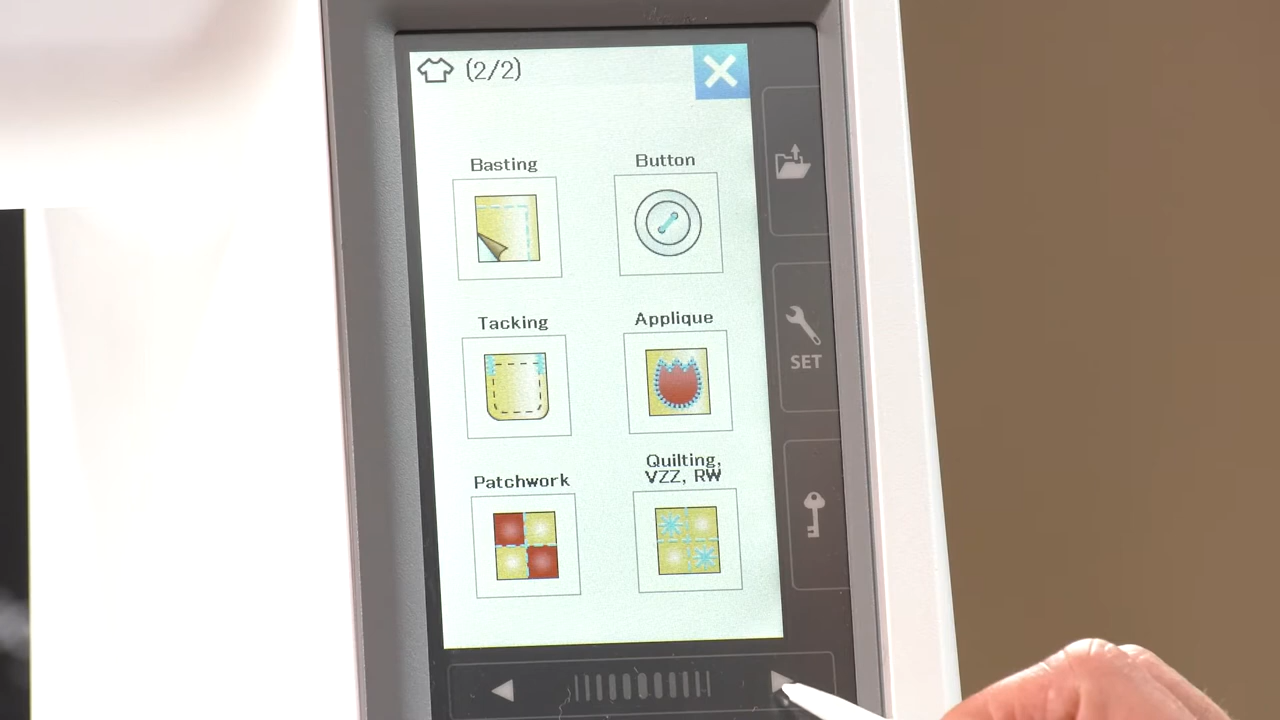 (2/2)
Basting
Button
Tacking
Applique
Patchwork
Quilting,
VZZ, RW
SET